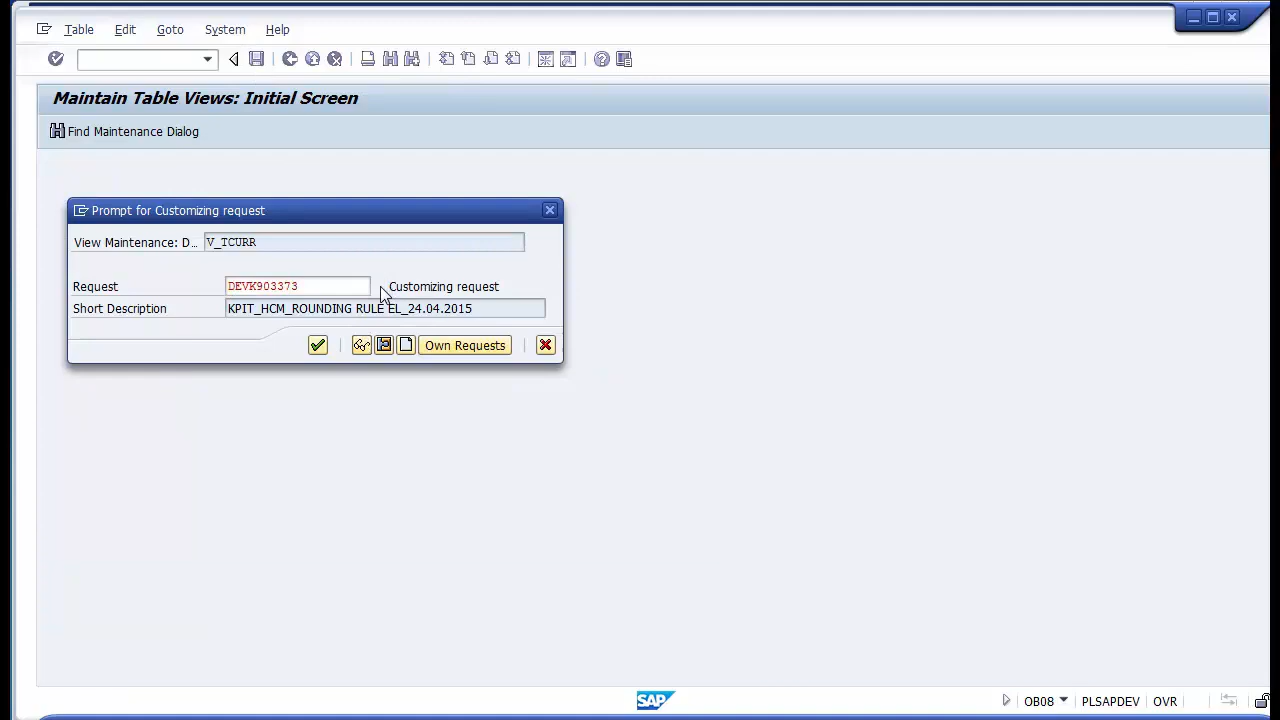 Table Edit Goto System Help
Maintain Table Views: Initial Screen
Find Maintenance Dialog
Prompt for Customizing request
View Maintenance: D... V_TCURR
Request DEVK903373 Customizing request
Short Description KPIT_HCM_ROUNDING RULE EL_24.04.2015
Own Requests
SAP OB08 PLSAPDEV OVR